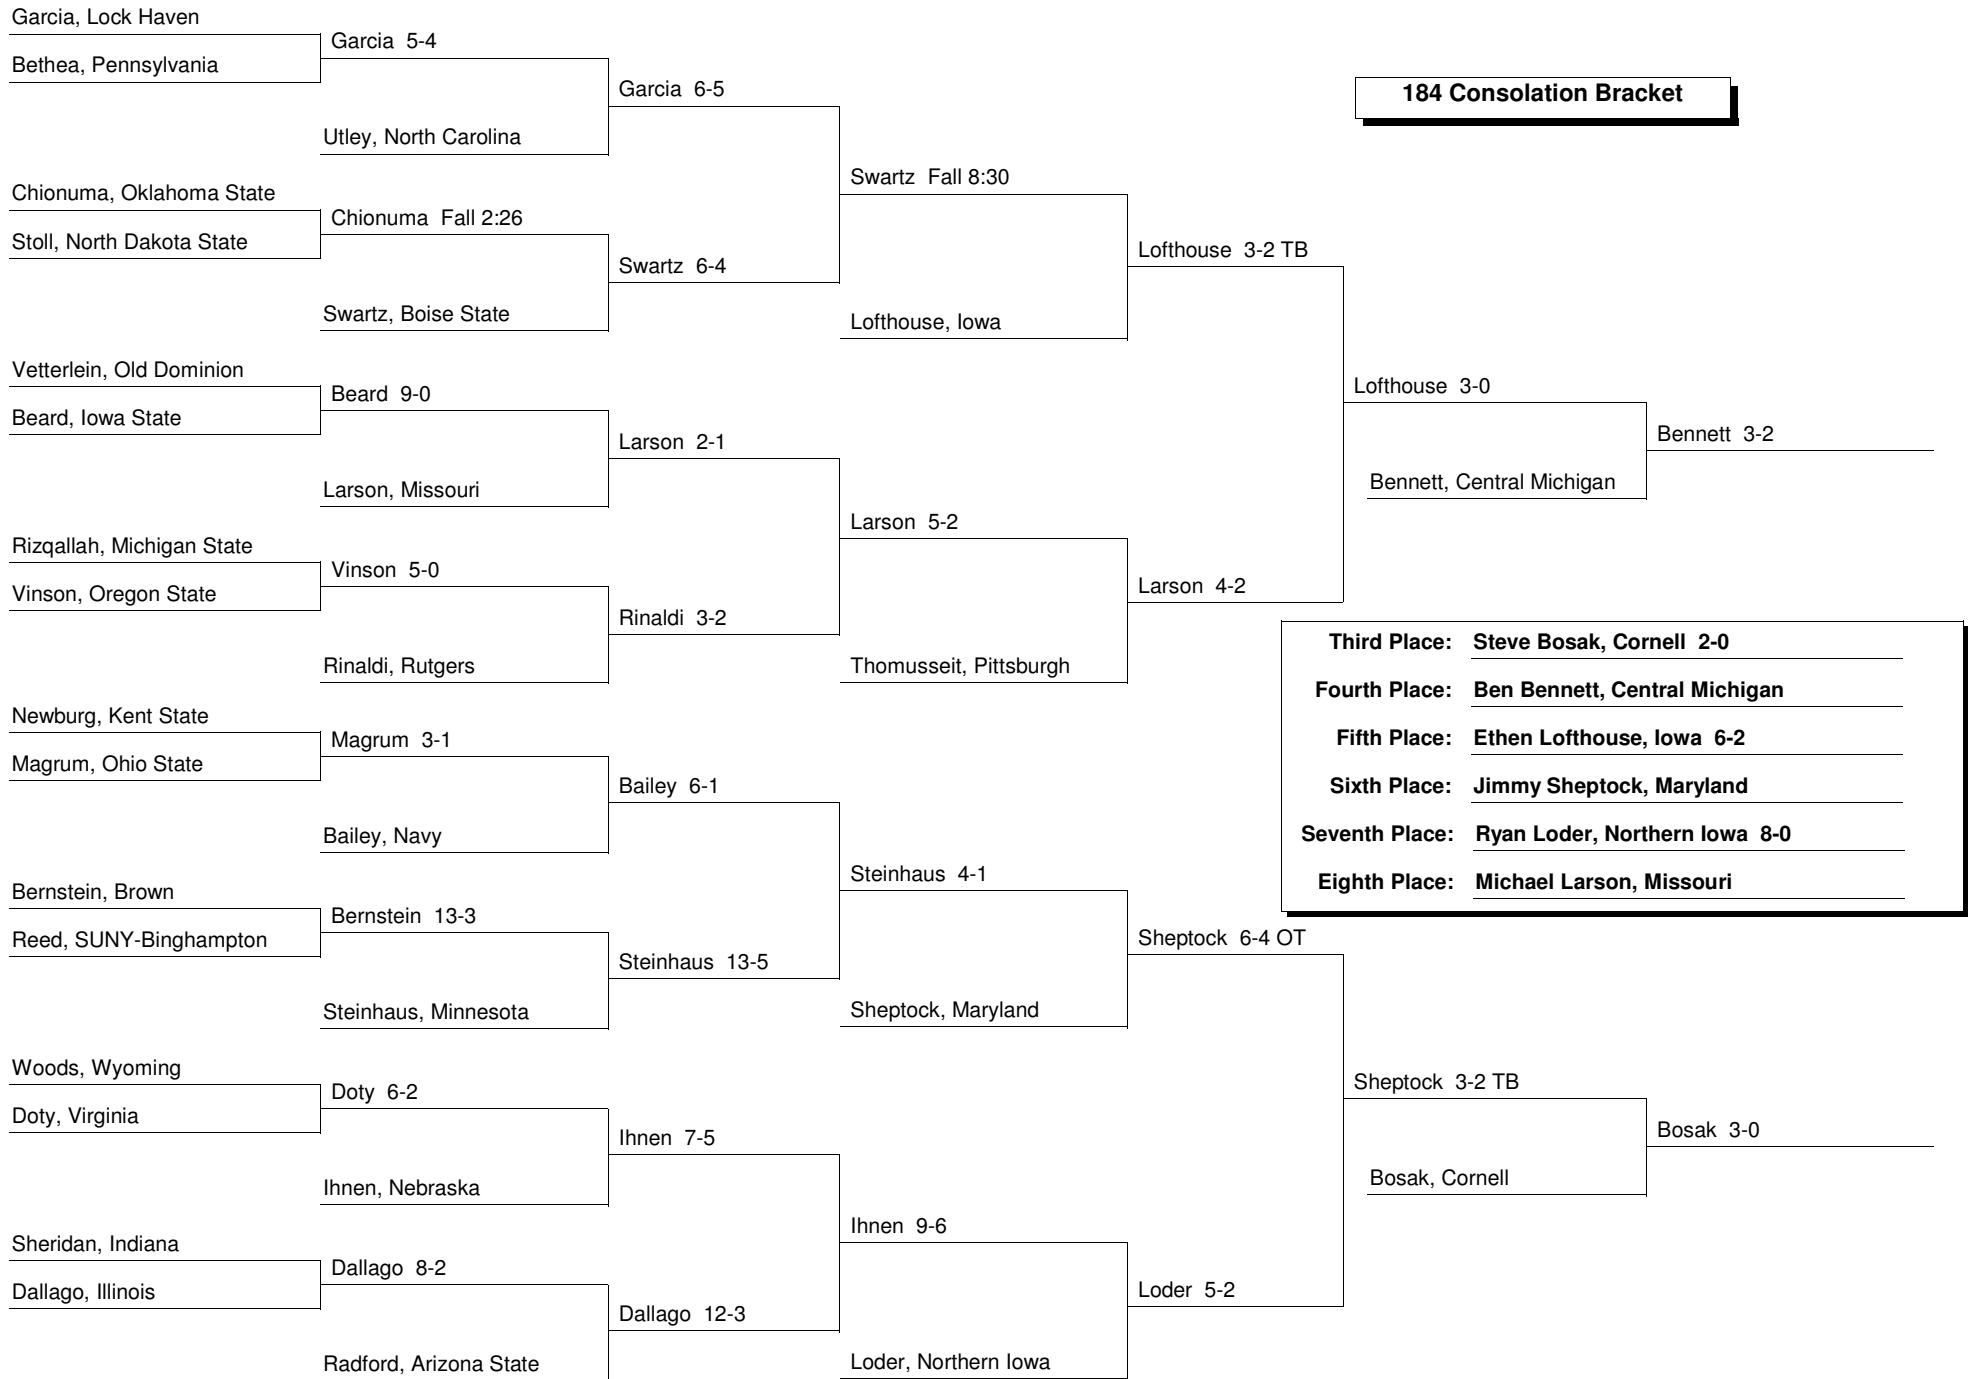 Garcia, Lock Haven
Garcia 5-4
Bethea, Pennsylvania
Garcia 6-5
184 Consolation Bracket
Utley, North Carolina
Swartz Fall 8:30
Chionuma, Oklahoma State
Chionuma Fall 2:26
Stoll, North Dakota State
Lofthouse 3-2 TB
Swartz 6-4
Swartz, Boise State
Lofthouse, Iowa
Vetterlein, Old Dominion
Lofthouse 3-0
Beard 9-0
Beard, Iowa State
Bennett 3-2
Larson 2-1
Bennett, Central Michigan
Larson, Missouri
Larson 5-2
Rizqallah, Michigan State
Vinson 5-0
Larson 4-2
Vinson, Oregon State
Rinaldi 3-2
Third Place: Steve Bosak, Cornell 2-0
Rinaldi, Rutgers
Thomusseit, Pittsburgh
Fourth Place: Ben Bennett, Central Michigan
Newburg, Kent State
Magrum 3-1
Fifth Place: Ethen Lofthouse, Iowa 6-2
Magrum, Ohio State
Bailey 6-1
Sixth Place: Jimmy Sheptock, Maryland
Bailey, Navy
Seventh Place: Ryan Loder, Northern Iowa 8-0
Steinhaus 4-1
Eighth Place: Michael Larson, Missouri
Bernstein, Brown
Bernstein 13-3
Reed, SUNY-Binghampton
Sheptock 6-4 OT
Steinhaus 13-5
Steinhaus, Minnesota
Sheptock, Maryland
Woods, Wyoming
Sheptock 3-2 TB
Doty 6-2
Doty, Virginia
Bosak 3-0
Ihnen 7-5
Bosak, Cornell
Ihnen, Nebraska
Ihnen 9-6
Sheridan, Indiana
Dallago 8-2
Loder 5-2
Dallago, Illinois
Dallago 12-3
Radford, Arizona State
Loder, Northern Iowa